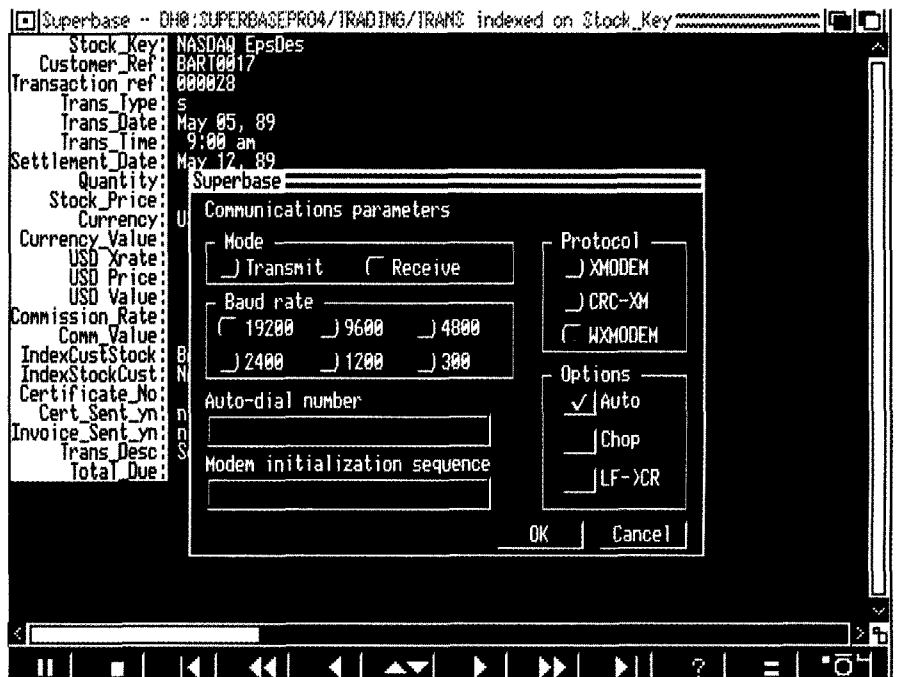 Superbase -- DH0:SUPERBASEPRO4/TRADING/TRANS indexed on Stock_Key
Stock_Key: NASDAQ EpsDes
Customer_Ref: BART0017
Transaction_ref: 000028
Trans_Type: s
Trans_Date: May 05, 89
Trans_Time: 9:00 am
Settlement_Date: May 12, 89
Quantity:
Stock_Price:
Currency: U
Currency_Value:
USD Xrate:
USD Price:
USD Value:
Commission_Rate:
Comm_Value:
IndexCustStock: B
IndexStockCust: N
Certificate_No:
Cert_Sent_yn: n
Invoice_Sent_yn: n
Trans_Desc: S
Total_Due:
Superbase
Communications parameters
Mode
Transmit Receive
Baud rate
19200 9600 4800
2400 1200 300
Auto-dial number
Modem initialization sequence
Protocol
XMODEM
CRC-XM
WXMODEM
Options
Auto
Chop
LF->CR
OK Cancel
? =